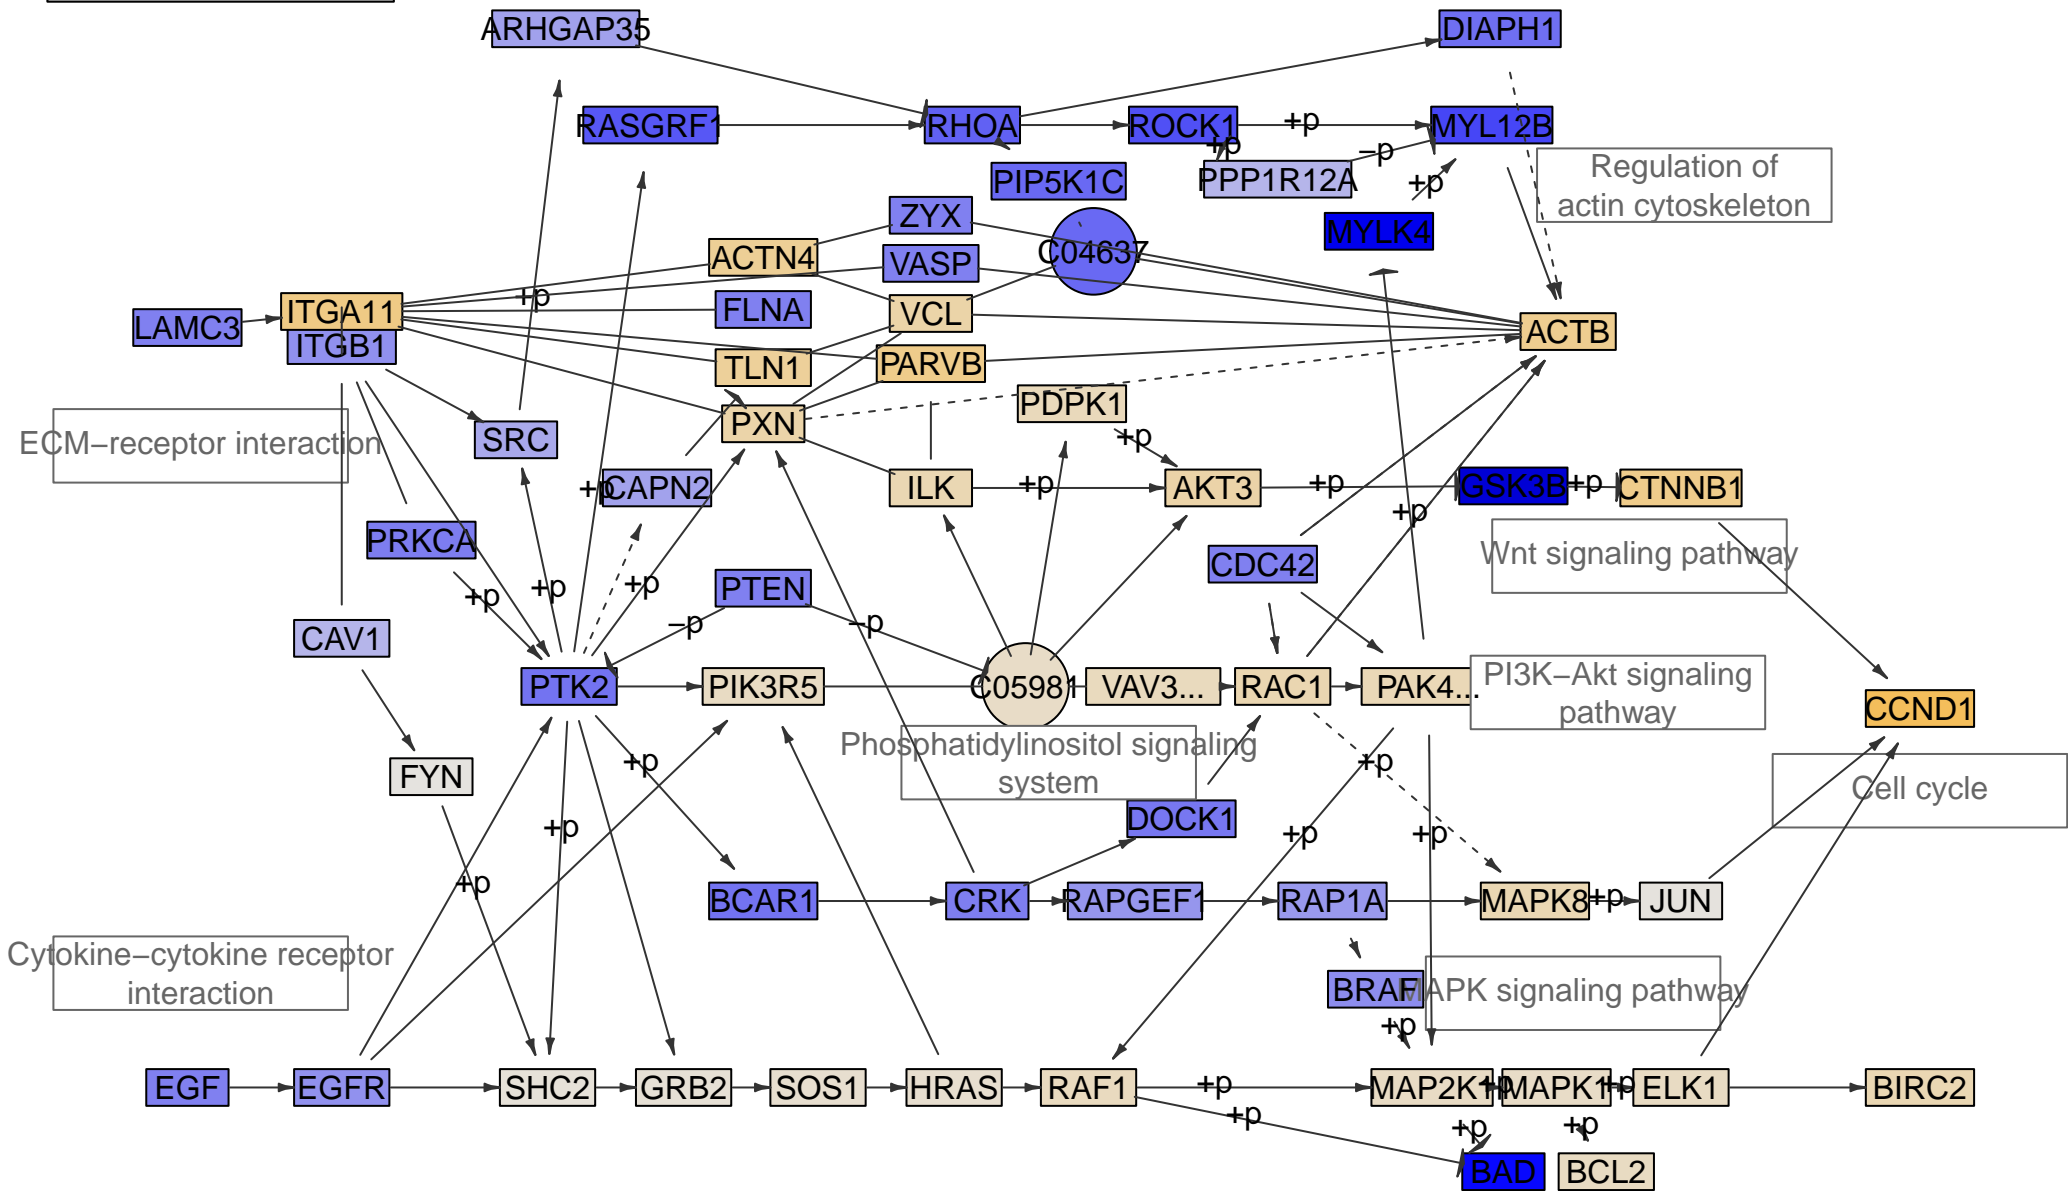 ARHGAP35
DIAPH1
RASGRF1
RHOA
ROCK1
+p
MYL12B
+p
−p
PIP5K1C
PPP1R12A
+p
Regulation of
actin cytoskeleton
ZYX
MYLK4
ACTN4
VASP
C04637
+p
ITGA11
FLNA
VCL
LAMC3
ITGB1
ACTB
TLN1
PARVB
PDPK1
PXN
+p
ECM−receptor interaction
SRC
+p
CAPN2
ILK
+p
AKT3
+p
GSK3B
+p
CTNNB1
+p
PRKCA
CDC42
Wnt signaling pathway
+p
+p
+p
PTEN
−p
−p
CAV1
PTK2
PIK3R5
C05981
VAV3...
RAC1
PAK4...
PI3K−Akt signaling
pathway
CCND1
Phosphatidylinositol signaling
system
FYN
+p
+p
Cell cycle
+p
DOCK1
+p
+p
+p
BCAR1
CRK
RAPGEF1
RAP1A
MAPK8
+p
JUN
Cytokine−cytokine receptor
interaction
BRAF
MAPK signaling pathway
+p
EGF
EGFR
SHC2
GRB2
SOS1
HRAS
RAF1
+p
MAP2K1
+p
MAPK1
+p
ELK1
BIRC2
+p
+p
+p
BAD
BCL2